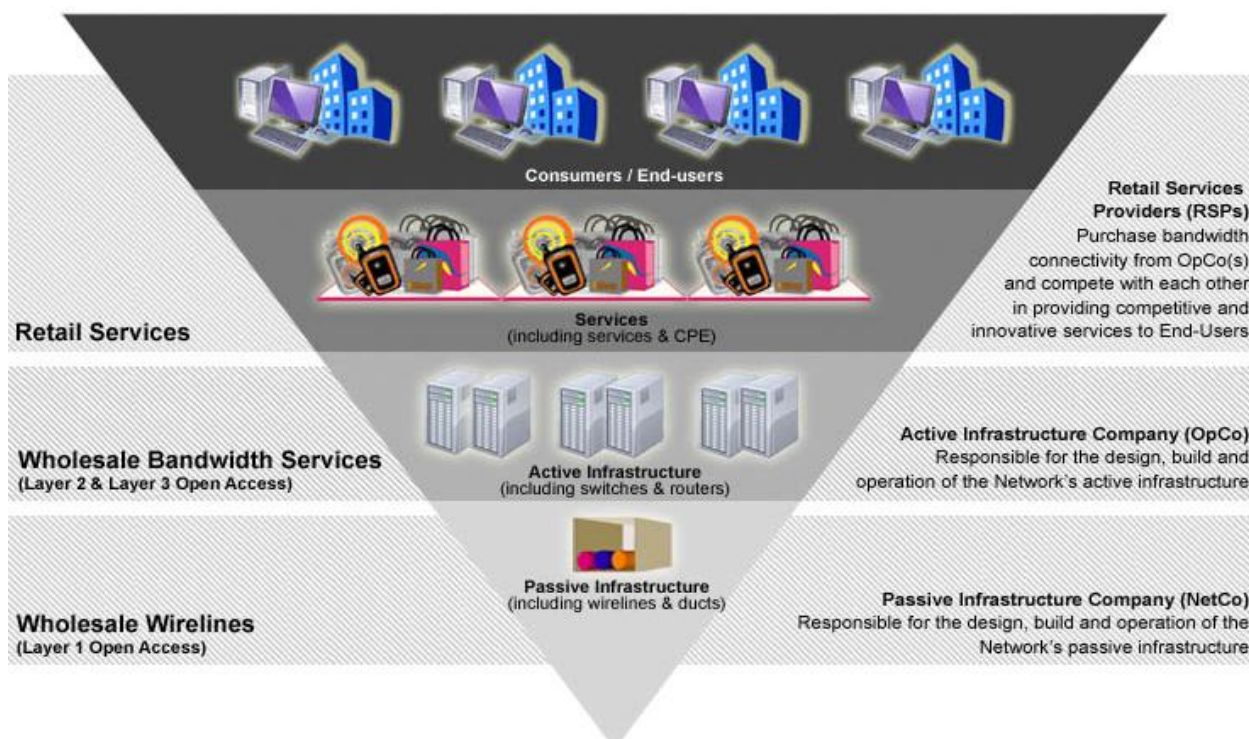 Consumers / End-users
Retail Services
Providers (RSPs)
Purchase bandwidth
connectivity from OpCo(s)
and compete with each other
in providing competitive and
innovative services to End-Users
Services
(including services & CPE)
Retail Services
Active Infrastructure
(including switches & routers)
Wholesale Bandwidth Services
(Layer 2 & Layer 3 Open Access)
Active Infrastructure Company (OpCo)
Responsible for the design, build and
operation of the Network's active infrastructure
Passive Infrastructure
(including wirelines & ducts)
Wholesale Wirelines
(Layer 1 Open Access)
Passive Infrastructure Company (NetCo)
Responsible for the design, build and operation of the
Network's passive infrastructure